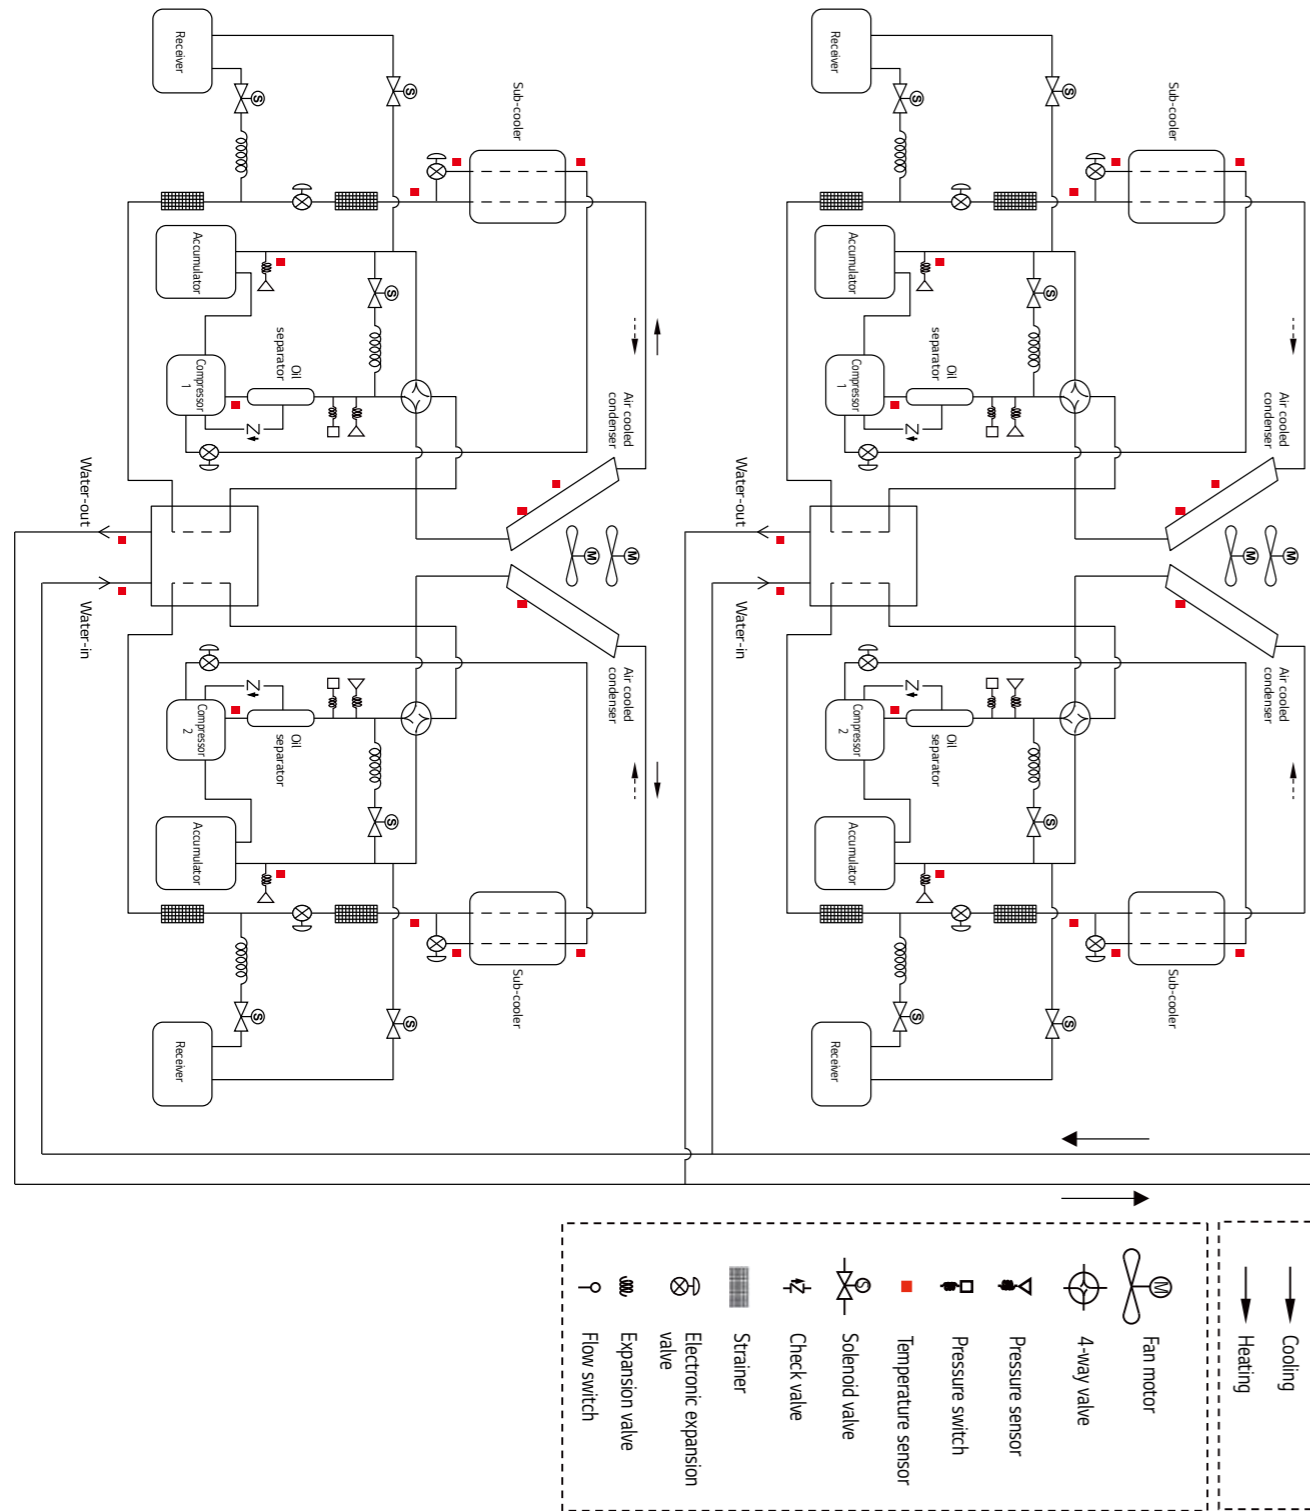 Receiver
Sub-cooler
Accumulator
Compressor
1
Oil
separator
Air cooled
condenser
Water-out
Water-in
M
M
Air cooled
condenser
Compressor
2
Oil
separator
Accumulator
Sub-cooler
Receiver
S
S
S
S
S
S
Receiver
Sub-cooler
Accumulator
Compressor
1
Oil
separator
Air cooled
condenser
Water-out
Water-in
M
M
Air cooled
condenser
Compressor
2
Oil
separator
Accumulator
Sub-cooler
Receiver
S
S
S
S
S
S
Cooling
Heating
M
Fan motor
4-way valve
Pressure sensor
Pressure switch
Temperature sensor
S
Solenoid valve
Check valve
Strainer
Electronic expansion
valve
Expansion valve
Flow switch